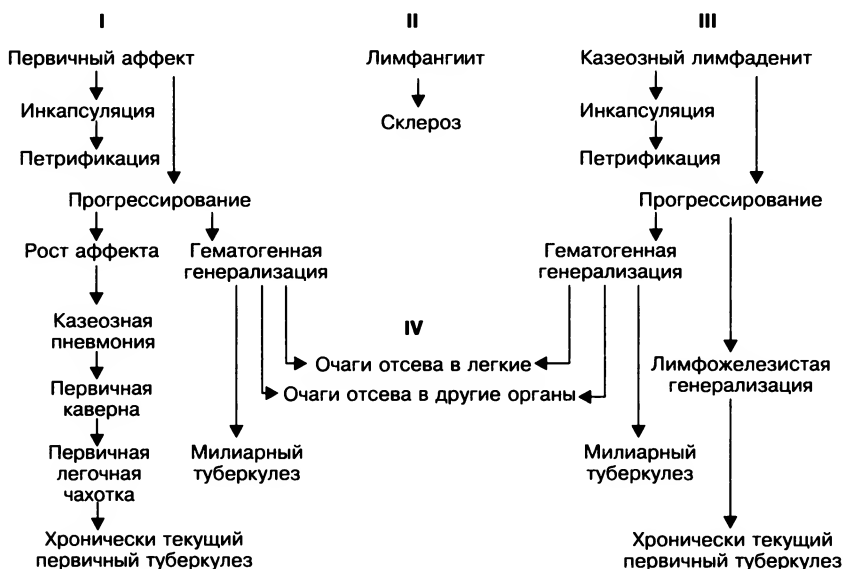 I
II
III
Первичный аффект
Лимфангиит
Казеозный лимфаденит
Инкапсуляция
Склероз
Инкапсуляция
Петрификация
Петрификация
Прогрессирование
Прогрессирование
Рост аффекта
Гематогенная
генерализация
Гематогенная
генерализация
Казеозная
пневмония
IV
Очаги отсева в легкие
Очаги отсева в другие органы
Лимфожелезистая
генерализация
Первичная
каверна
Первичная
легочная
чахотка
Милиарный
туберкулез
Милиарный
туберкулез
Хронически текущий
первичный туберкулез
Хронически текущий
первичный туберкулез